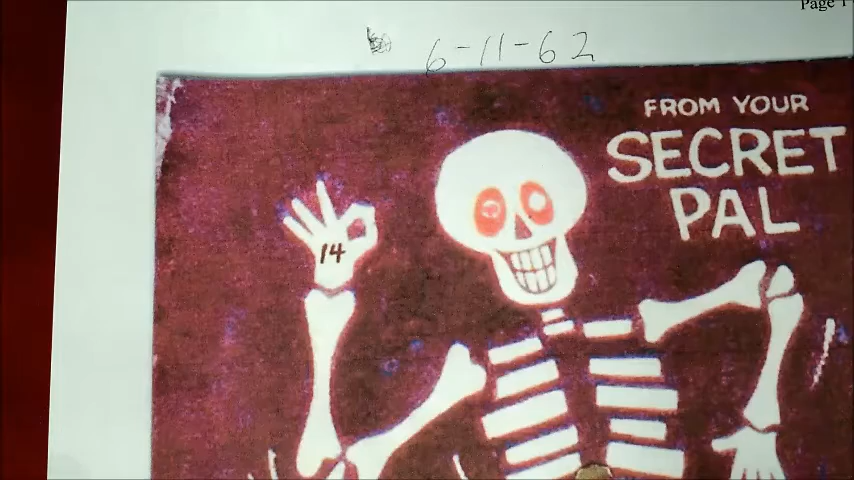 Page 1
6-11-62
FROM YOUR
SECRET
PAL
14